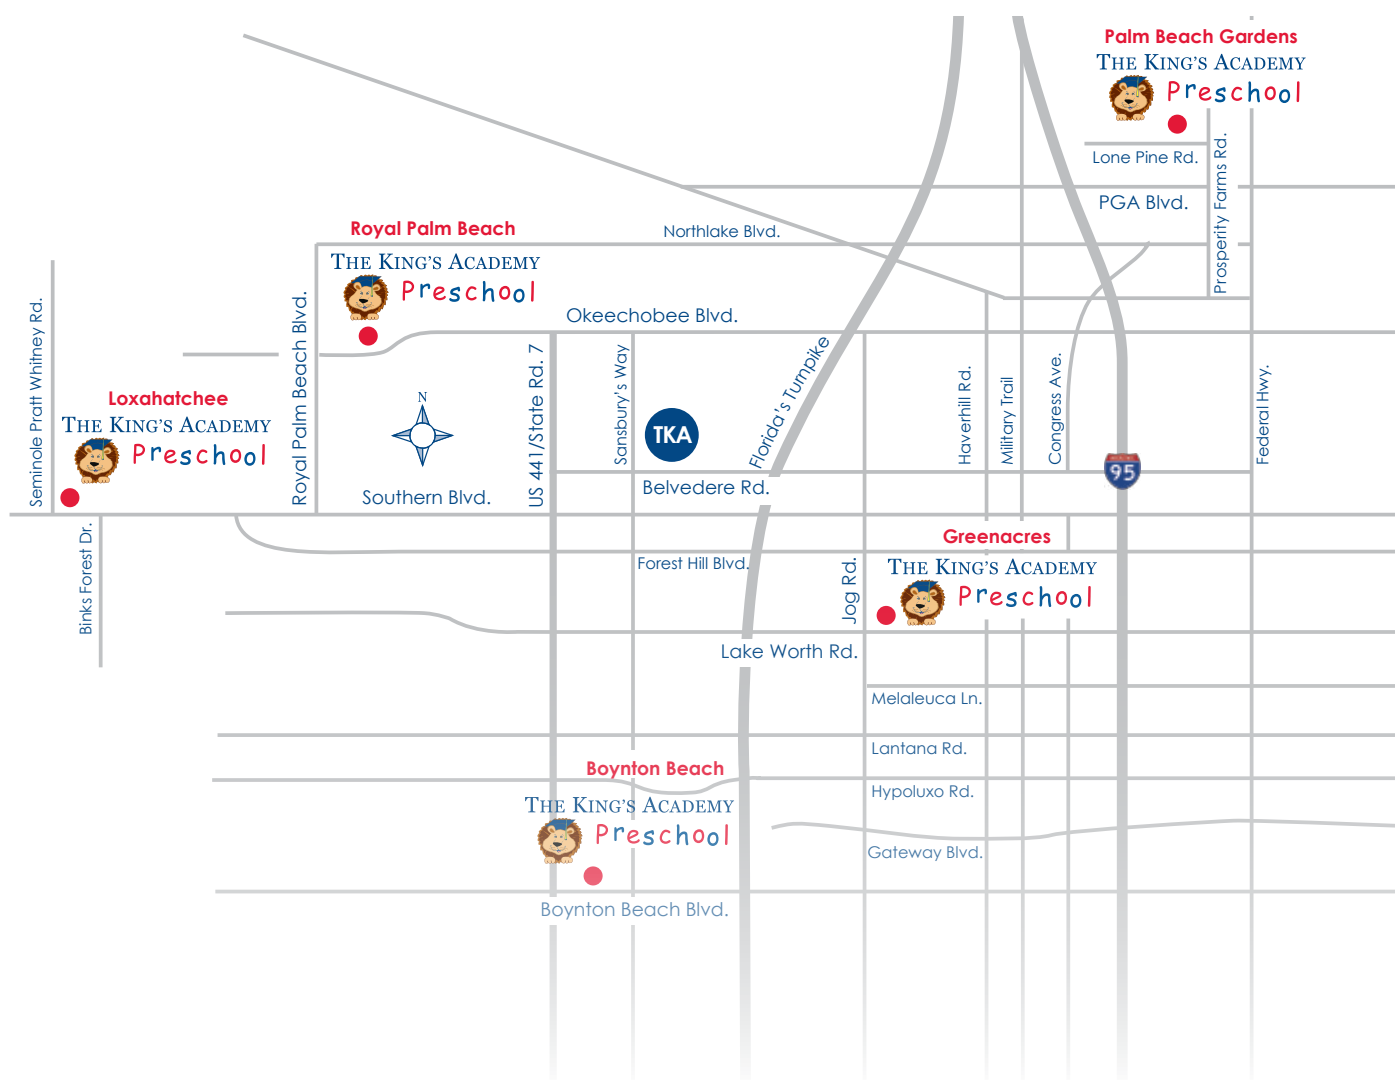 Palm Beach Gardens
THE KING'S ACADEMY
Preschool
Lone Pine Rd.
PGA Blvd.
Prosperity Farms Rd.
Royal Palm Beach
THE KING'S ACADEMY
Preschool
Northlake Blvd.
Okeechobee Blvd.
Seminole Pratt Whitney Rd.
Royal Palm Beach Blvd.
Loxahatchee
THE KING'S ACADEMY
Preschool
N
US 441/State Rd. 7
Sansbury's Way
TKA
Florida's Turnpike
Haverhill Rd.
Military Trail
Congress Ave.
Federal Hwy.
95
Southern Blvd.
Belvedere Rd.
Binks Forest Dr.
Forest Hill Blvd.
Jog Rd.
Greenacres
THE KING'S ACADEMY
Preschool
Lake Worth Rd.
Melaleuca Ln.
Lantana Rd.
Boynton Beach
THE KING'S ACADEMY
Preschool
Hypoluxo Rd.
Gateway Blvd.
Boynton Beach Blvd.